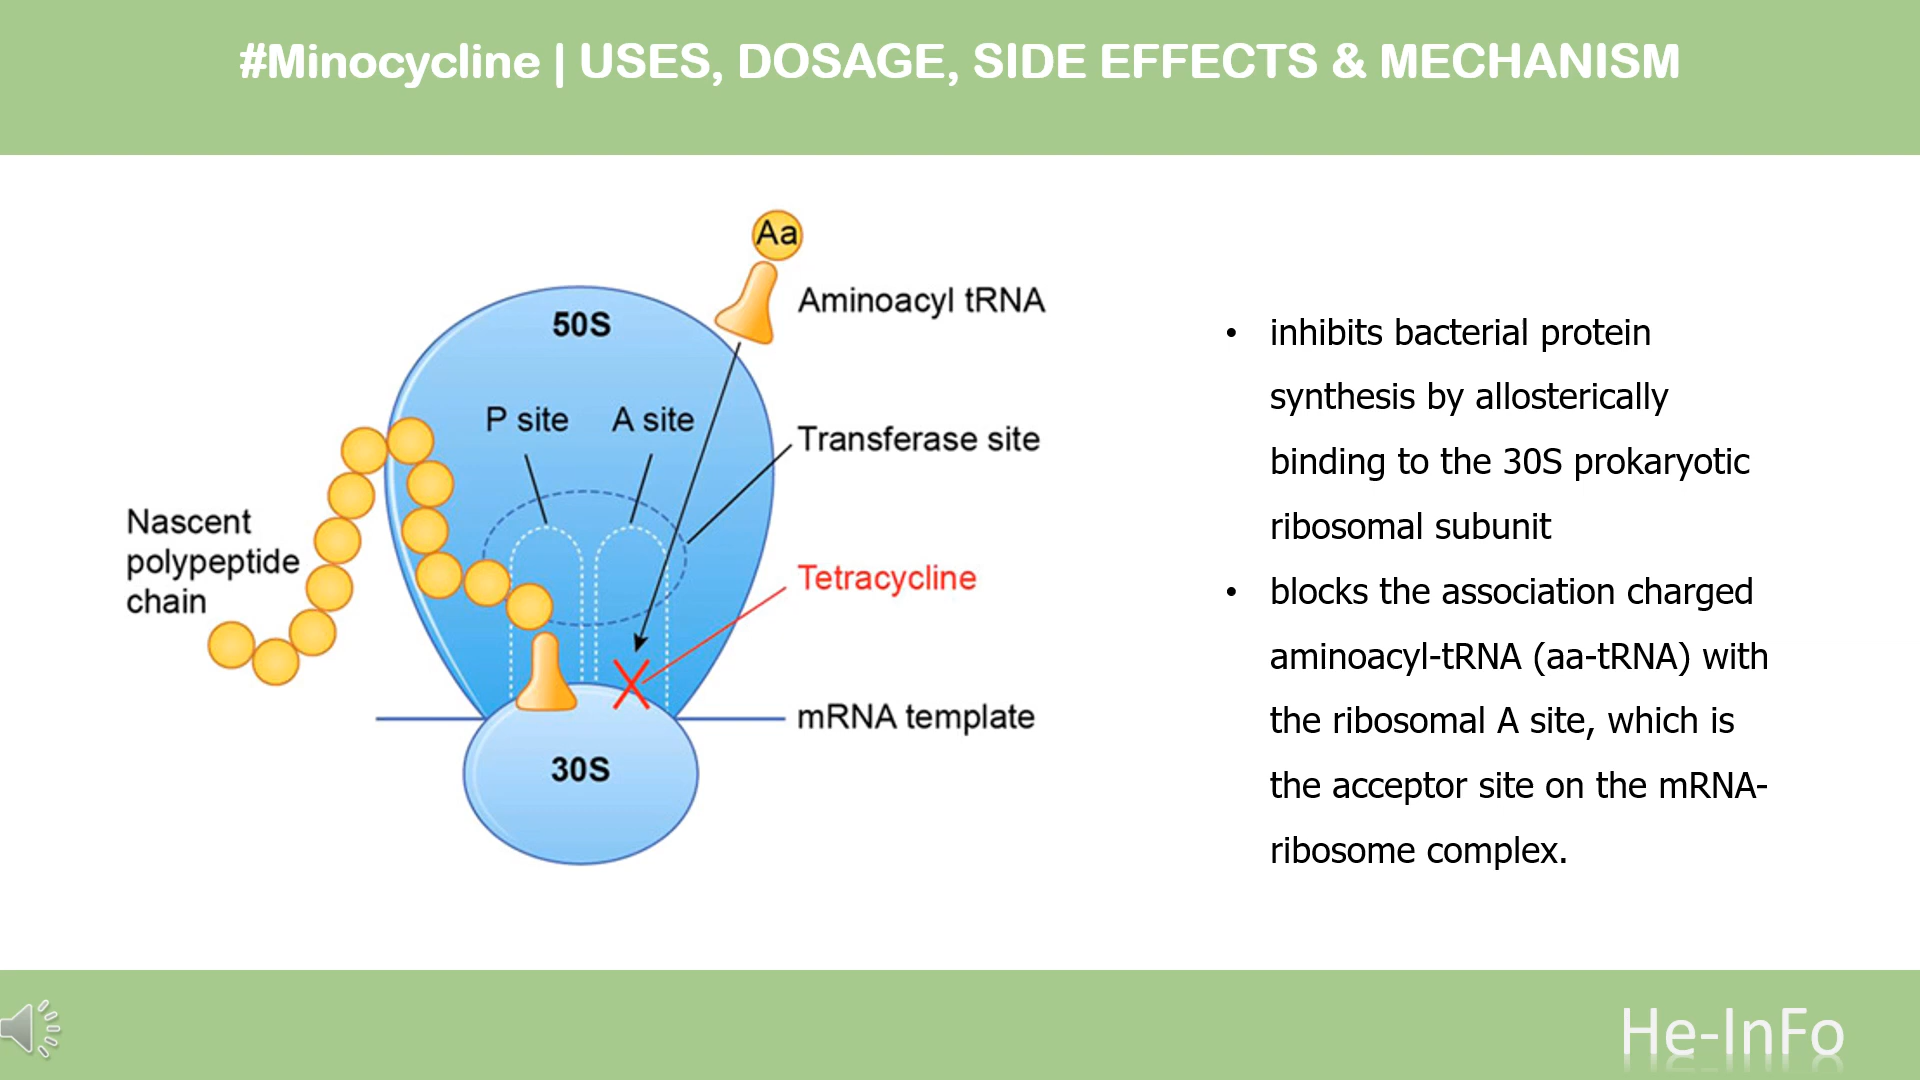 #Minocycline | USES, DOSAGE, SIDE EFFECTS & MECHANISM
Aa
Aminoacyl tRNA
50S
P site
A site
Transferase site
Nascent
polypeptide
chain
Tetracycline
mRNA template
30S
• inhibits bacterial protein
synthesis by allosterically
binding to the 30S prokaryotic
ribosomal subunit
• blocks the association charged
aminoacyl-tRNA (aa-tRNA) with
the ribosomal A site, which is
the acceptor site on the mRNA-
ribosome complex.
He-InFo